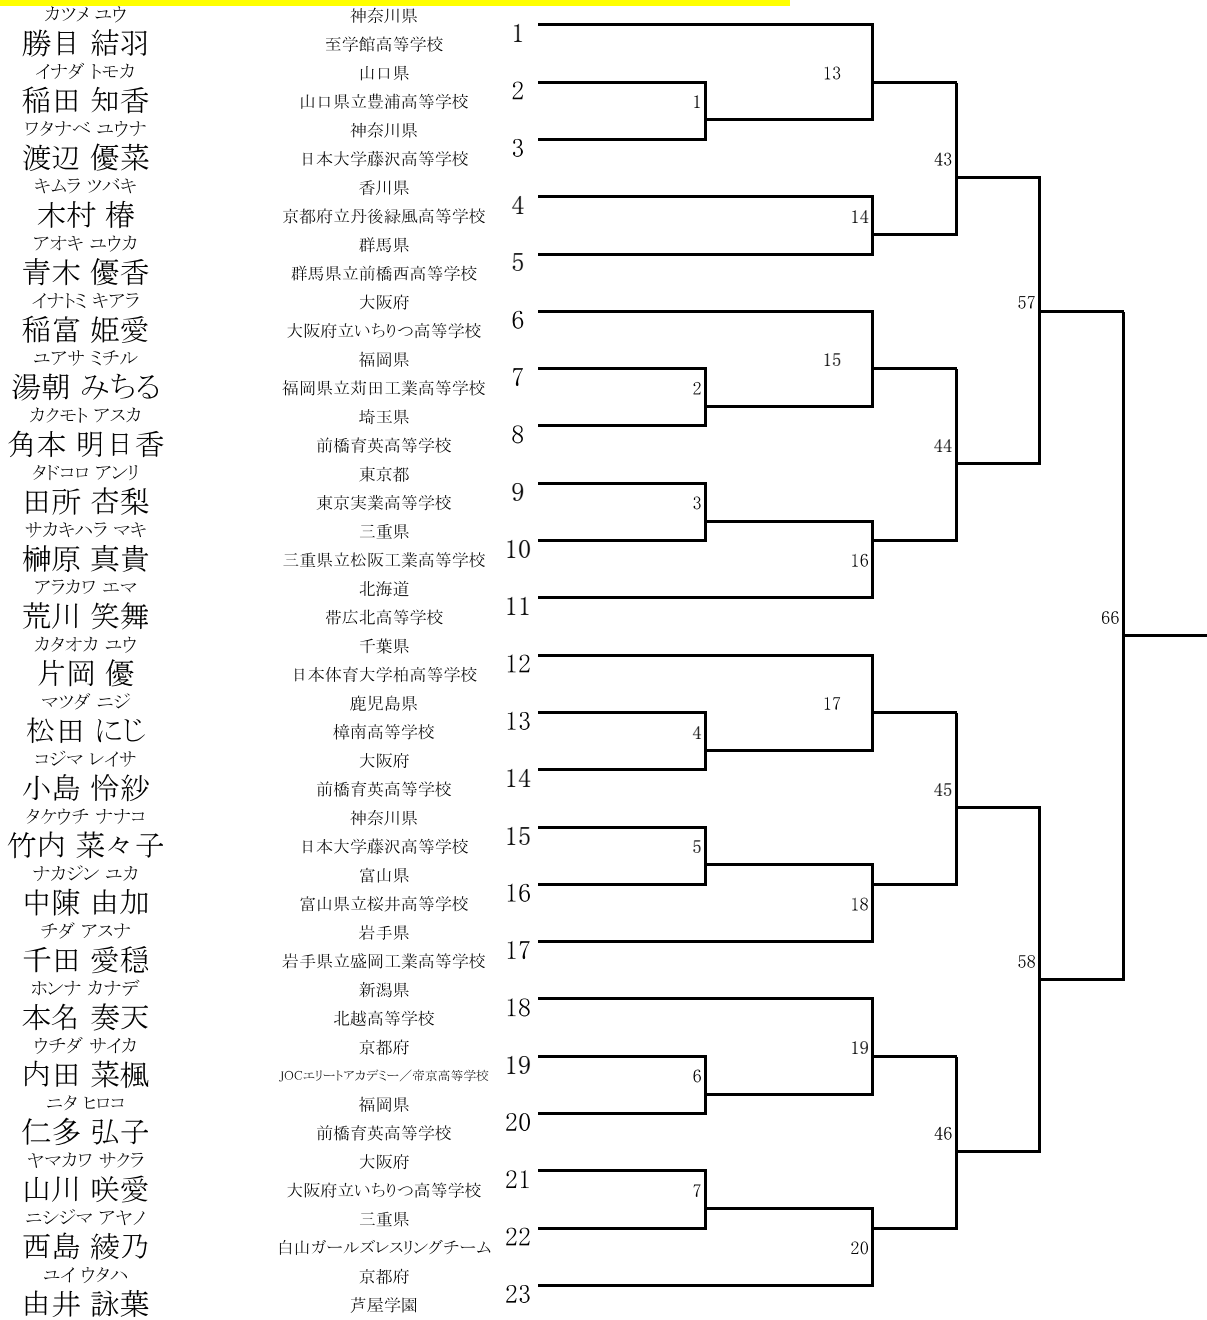 カツメ ユウ 神奈川県
勝目 結羽 至学館高等学校 1
イナダ トモカ 山口県 13
稲田 知香 山口県立豊浦高等学校 2 1
ワタナベ ユウナ 神奈川県
渡辺 優菜 日本大学藤沢高等学校 3 43
キムラ ツバキ 香川県
木村 椿 京都府立丹後緑風高等学校 4 14
アオキ ユウカ 群馬県
青木 優香 群馬県立前橋西高等学校 5
イナトミ キアラ 大阪府 57
稲富 姫愛 大阪府立いちりつ高等学校 6
ユアサ ミチル 福岡県 15
湯朝 みちる 福岡県立苅田工業高等学校 7 2
カクモト アスカ 埼玉県
角本 明日香 前橋育英高等学校 8 44
タドコロ アンリ 東京都
田所 杏梨 東京実業高等学校 9 3
サカキハラ マキ 三重県
榊原 真貴 三重県立松阪工業高等学校 10 16
アラカワ エマ 北海道
荒川 笑舞 帯広北高等学校 11 66
カタオカ ユウ 千葉県
片岡 優 日本体育大学柏高等学校 12
マツダ ニジ 鹿児島県 17
松田 にじ 樟南高等学校 13 4
コジマ レイサ 大阪府
小島 怜紗 前橋育英高等学校 14 45
タケウチ ナナコ 神奈川県
竹内 菜々子 日本大学藤沢高等学校 15 5
ナカジン ユカ 富山県
中陳 由加 富山県立桜井高等学校 16 18
チダ アスナ 岩手県
千田 愛穏 岩手県立盛岡工業高等学校 17 58
ホンナ カナデ 新潟県
本名 奏天 北越高等学校 18
ウチダ サイカ 京都府 19
内田 菜楓 JOCエリートアカデミー／帝京高等学校 19 6
ニタ ヒロコ 福岡県
仁多 弘子 前橋育英高等学校 20 46
ヤマカワ サクラ 大阪府
山川 咲愛 大阪府立いちりつ高等学校 21 7
ニシジマ アヤノ 三重県
西島 綾乃 白山ガールズレスリングチーム 22 20
ユイ ウタハ 京都府
由井 詠葉 芦屋学園 23